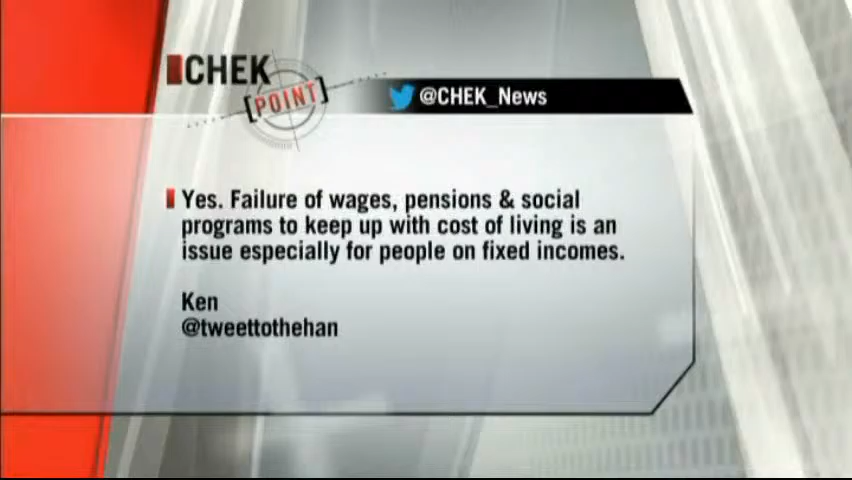 CHEK
[POINT]
@CHEK_News
Yes. Failure of wages, pensions & social
programs to keep up with cost of living is an
issue especially for people on fixed incomes.
Ken
@tweettothehan